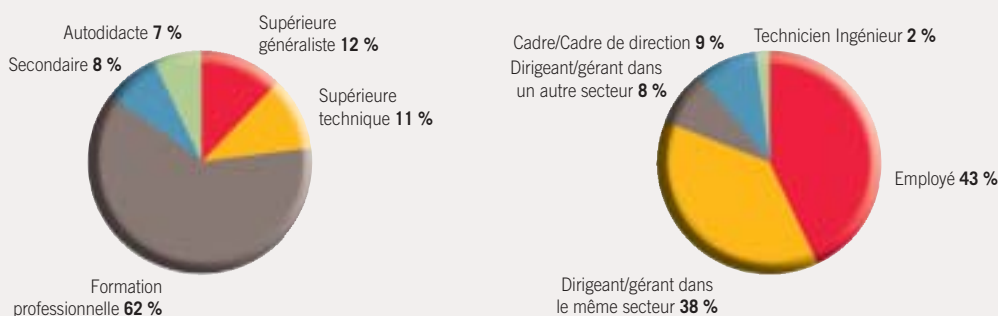 Autodidacte 7 %
Supérieure
généraliste 12 %
Secondaire 8 %
Supérieure
technique 11 %
Formation
professionnelle 62 %
Cadre/Cadre de direction 9 %
Technicien Ingénieur 2 %
Dirigeant/gérant dans
un autre secteur 8 %
Employé 43 %
Dirigeant/gérant dans
le même secteur 38 %